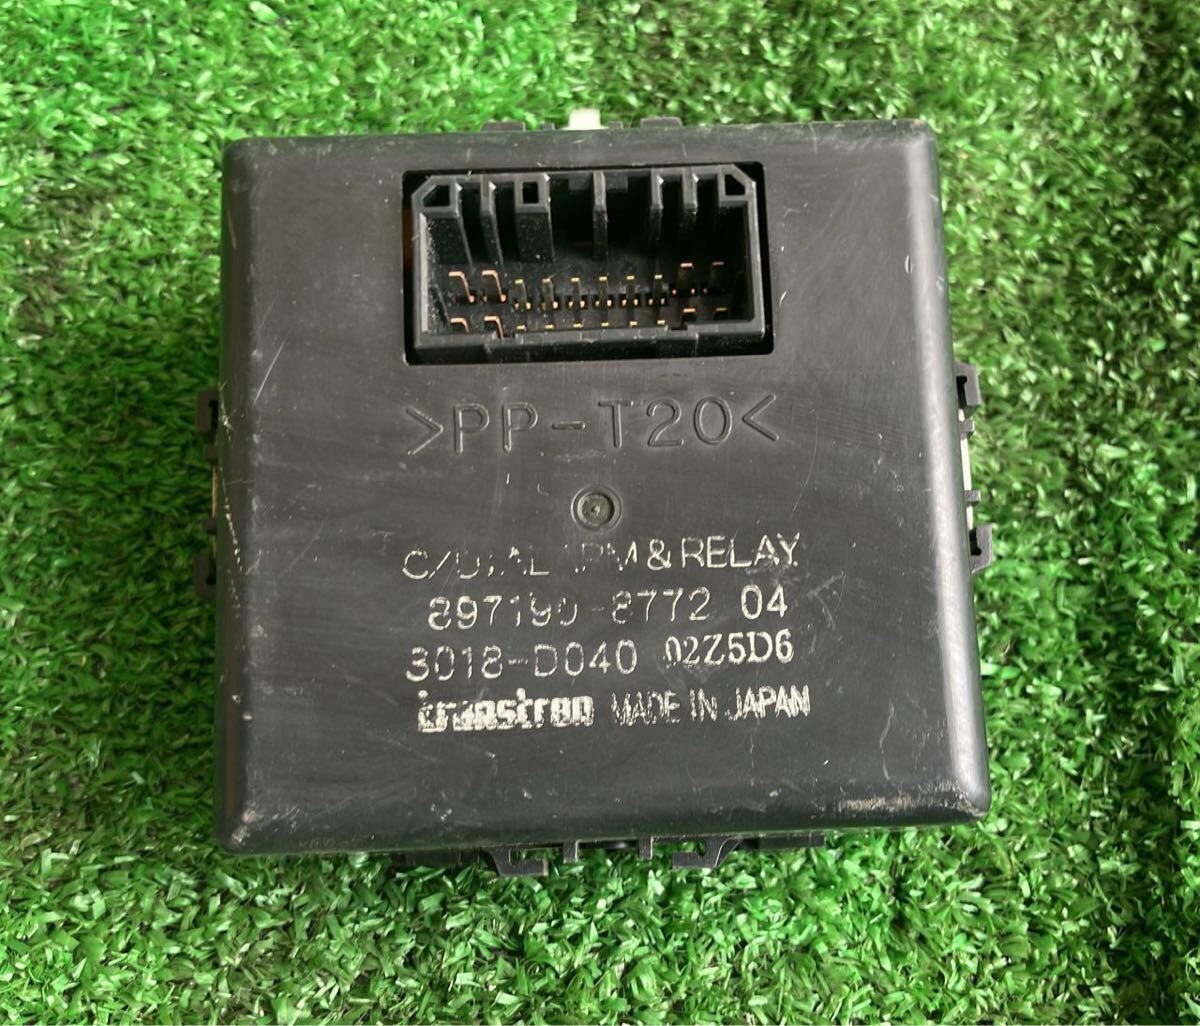 >PP-T20<
& RELAY
897190-8772 04
3018-D040 02Z5D6
transtron MADE IN JAPAN